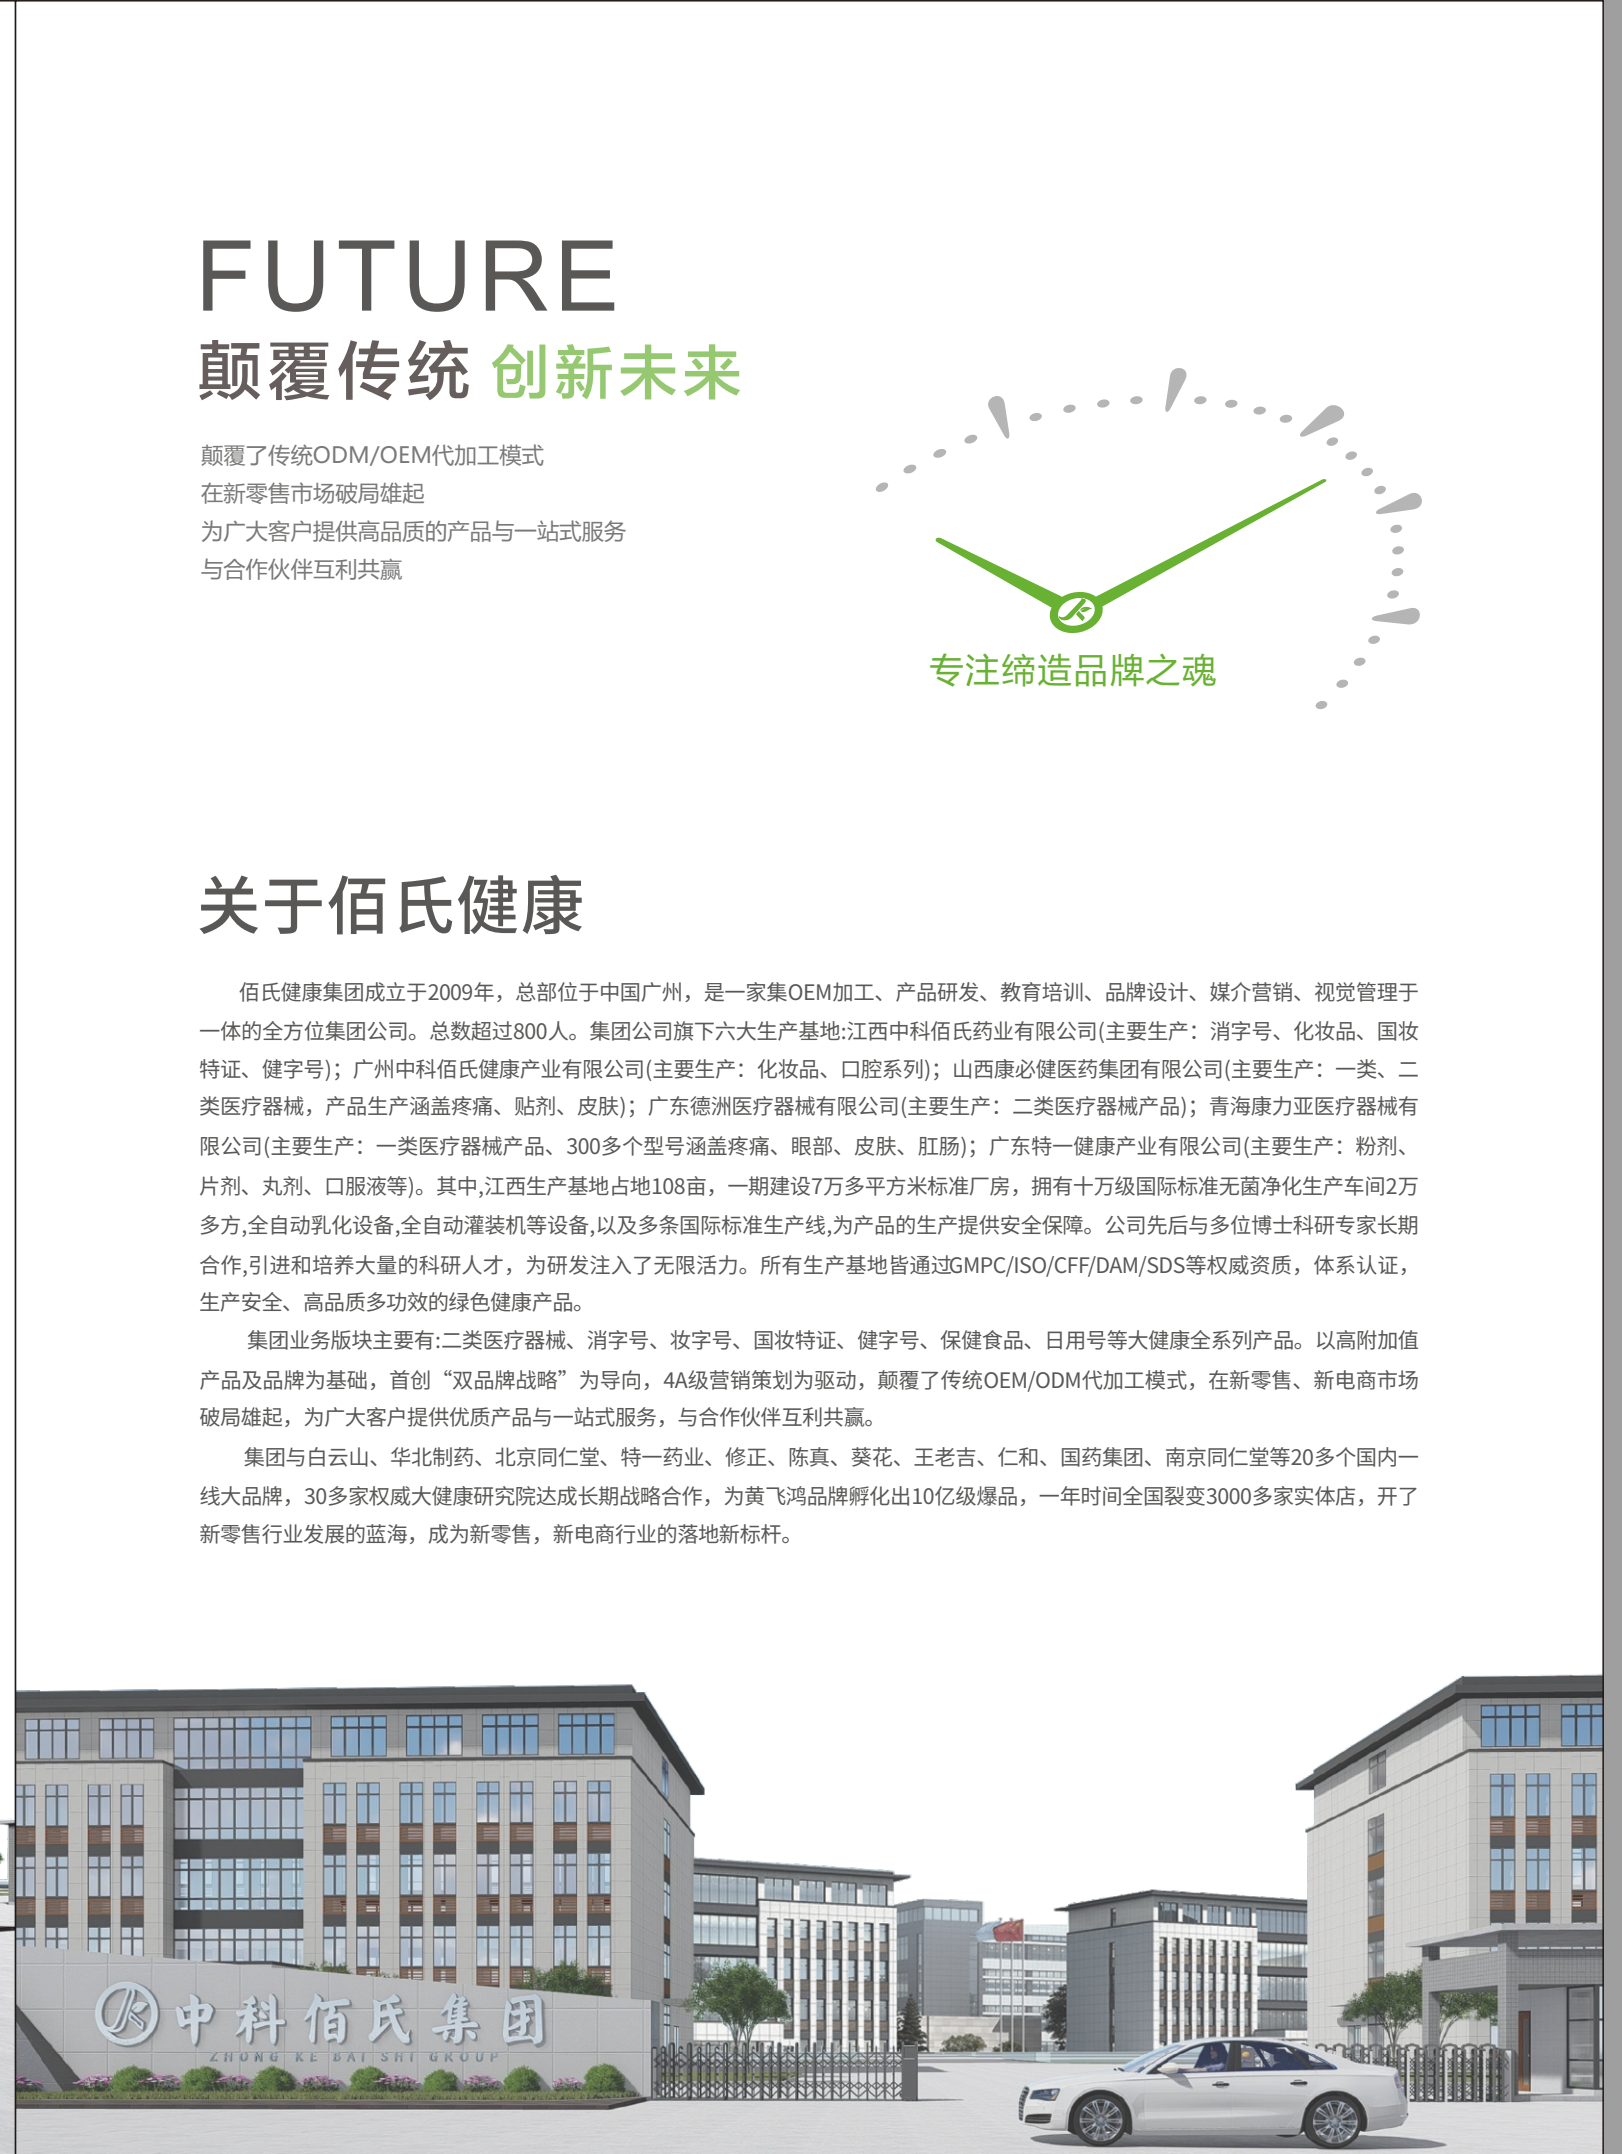 FUTURE
颠覆传统 创新未来
颠覆了传统ODM/OEM代加工模式
在新零售市场破局雄起
为广大客户提供高品质的产品与一站式服务
与合作伙伴互利共赢
专注缔造品牌之魂
关于佰氏健康
佰氏健康集团成立于2009年，总部位于中国广州，是一家集OEM加工、产品研发、教育培训、品牌设计、媒介营销、视觉管理于
一体的全方位集团公司。总数超过800人。集团公司旗下六大生产基地:江西中科佰氏药业有限公司(主要生产：消字号、化妆品、国妆
特证、健字号)；广州中科佰氏健康产业有限公司(主要生产：化妆品、口腔系列)；山西康必健医药集团有限公司(主要生产：一类、二
类医疗器械，产品生产涵盖疼痛、贴剂、皮肤)；广东德洲医疗器械有限公司(主要生产：二类医疗器械产品)；青海康力亚医疗器械有
限公司(主要生产：一类医疗器械产品、300多个型号涵盖疼痛、眼部、皮肤、肛肠)；广东特一健康产业有限公司(主要生产：粉剂、
片剂、丸剂、口服液等)。其中,江西生产基地占地108亩，一期建设7万多平方米标准厂房，拥有十万级国际标准无菌净化生产车间2万
多方,全自动乳化设备,全自动灌装机等设备,以及多条国际标准生产线,为产品的生产提供安全保障。公司先后与多位博士科研专家长期
合作,引进和培养大量的科研人才，为研发注入了无限活力。所有生产基地皆通过GMPC/ISO/CFF/DAM/SDS等权威资质，体系认证，
生产安全、高品质多功效的绿色健康产品。
集团业务版块主要有:二类医疗器械、消字号、妆字号、国妆特证、健字号、保健食品、日用号等大健康全系列产品。以高附加值
产品及品牌为基础，首创“双品牌战略”为导向，4A级营销策划为驱动，颠覆了传统OEM/ODM代加工模式，在新零售、新电商市场
破局雄起，为广大客户提供优质产品与一站式服务，与合作伙伴互利共赢。
集团与白云山、华北制药、北京同仁堂、特一药业、修正、陈真、葵花、王老吉、仁和、国药集团、南京同仁堂等20多个国内一
线大品牌，30多家权威大健康研究院达成长期战略合作，为黄飞鸿品牌孵化出10亿级爆品，一年时间全国裂变3000多家实体店，开了
新零售行业发展的蓝海，成为新零售，新电商行业的落地新标杆。
中科佰氏集团
ZHONG KE BAI SHI GROUP